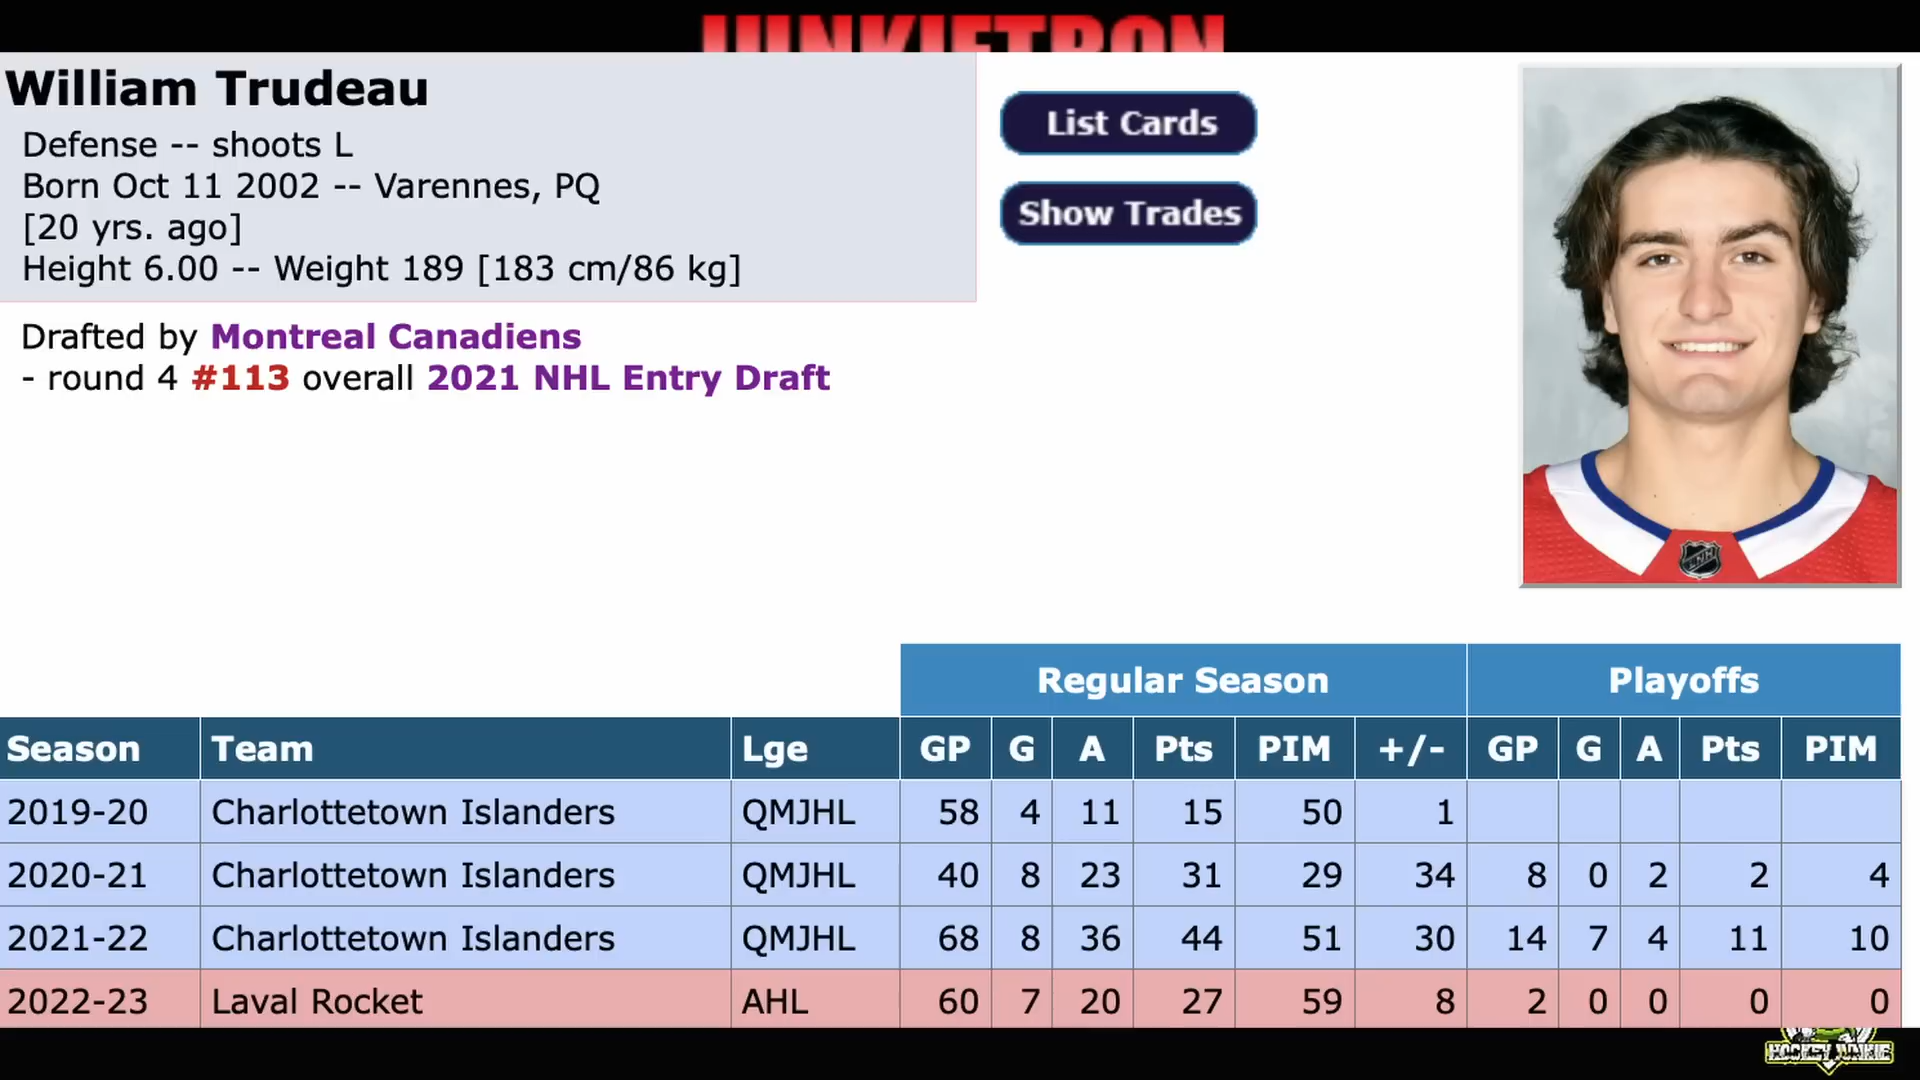 JUNKIETRON
William Trudeau
Defense -- shoots L
Born Oct 11 2002 -- Varennes, PQ
[20 yrs. ago]
Height 6.00 -- Weight 189 [183 cm/86 kg]
List Cards
Show Trades
Drafted by Montreal Canadiens
- round 4 #113 overall 2021 NHL Entry Draft
LNH
Regular Season Playoffs
Season Team Lge GP G A Pts PIM +/- GP G A Pts PIM
2019-20 Charlottetown Islanders QMJHL 58 4 11 15 50 1
2020-21 Charlottetown Islanders QMJHL 40 8 23 31 29 34 8 0 2 2 4
2021-22 Charlottetown Islanders QMJHL 68 8 36 44 51 30 14 7 4 11 10
2022-23 Laval Rocket AHL 60 7 20 27 59 8 2 0 0 0 0
HOCKEY JUNKIE